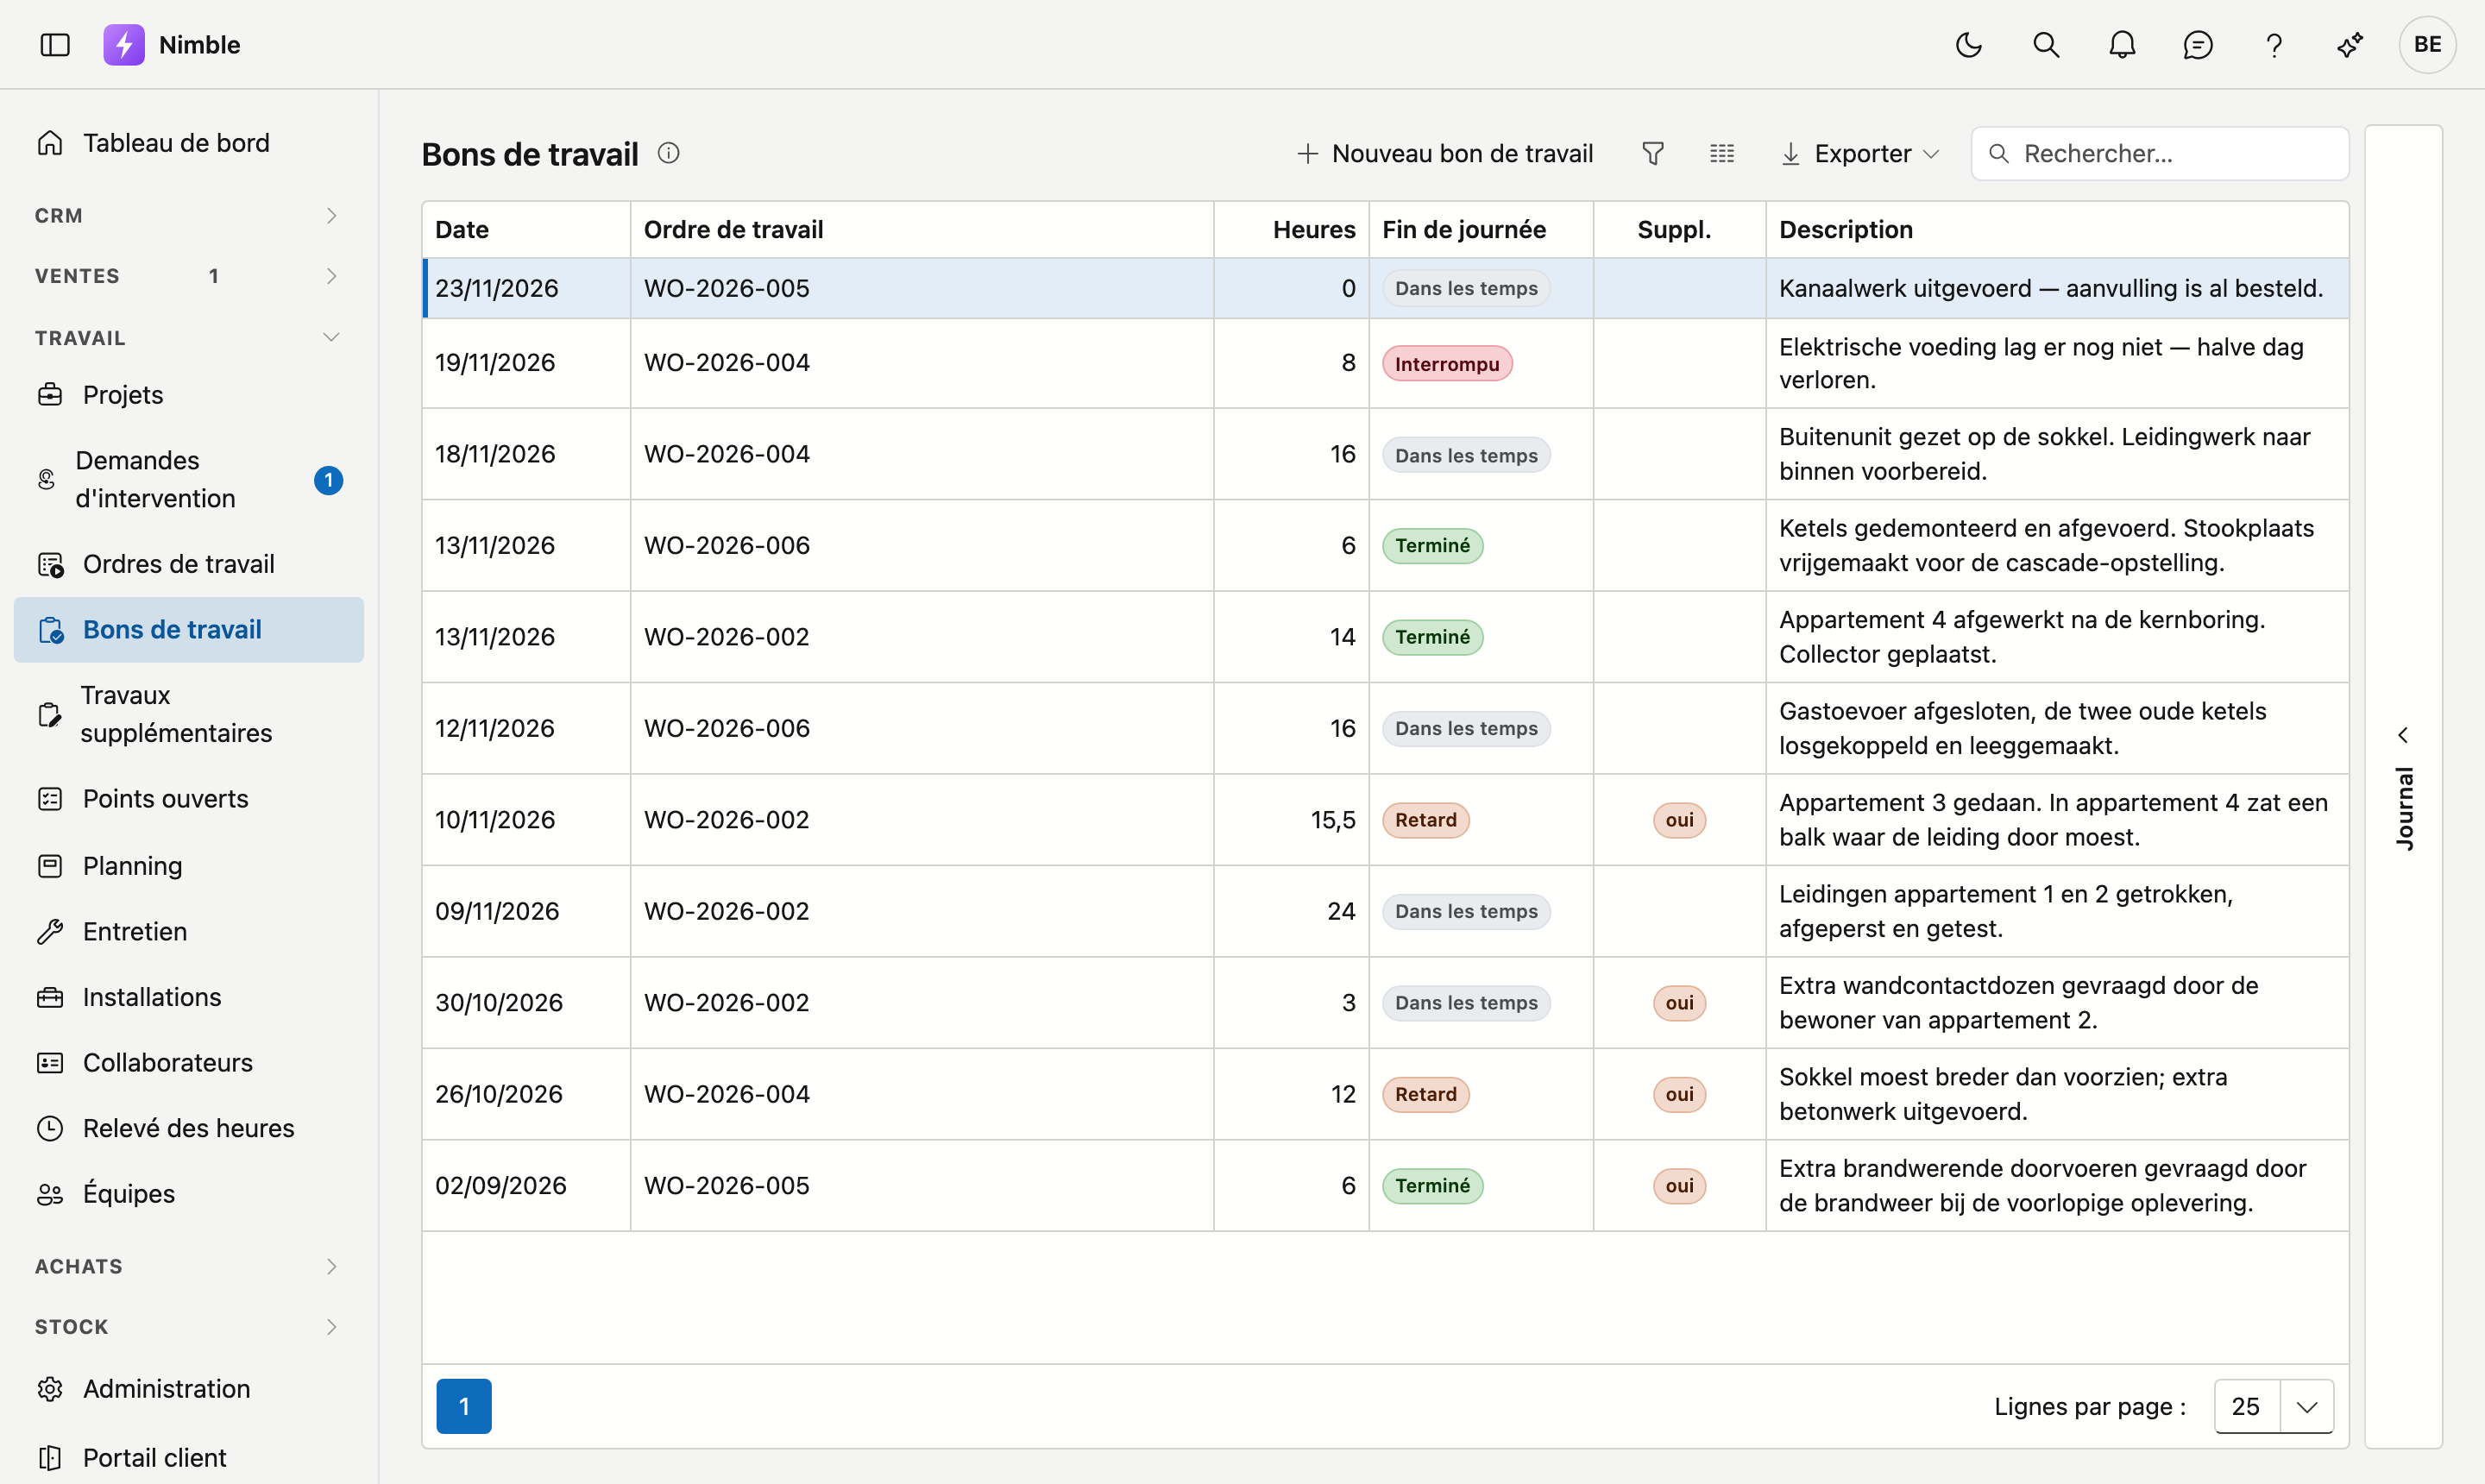 Nimble
BE
Tableau de bord
CRM
VENTES 1
TRAVAIL
Projets
Demandes
d'intervention
1
Ordres de travail
Bons de travail
Travaux
supplémentaires
Points ouverts
Planning
Entretien
Installations
Collaborateurs
Relevé des heures
Équipes
ACHATS
STOCK
Administration
Portail client
Bons de travail
Nouveau bon de travail
Exporter
Rechercher...
Date Ordre de travail Heures Fin de journée Suppl. Description
23/11/2026 WO-2026-005 0 Dans les temps Kanaalwerk uitgevoerd — aanvulling is al besteld.
19/11/2026 WO-2026-004 8 Interrompu Elektrische voeding lag er nog niet — halve dag
verloren.
18/11/2026 WO-2026-004 16 Dans les temps Buitenunit gezet op de sokkel. Leidingwerk naar
binnen voorbereid.
13/11/2026 WO-2026-006 6 Terminé Ketels gedemonteerd en afgevoerd. Stookplaats
vrijgemaakt voor de cascade-opstelling.
13/11/2026 WO-2026-002 14 Terminé Appartement 4 afgewerkt na de kernboring.
Collector geplaatst.
12/11/2026 WO-2026-006 16 Dans les temps Gastoevoer afgesloten, de twee oude ketels
losgekoppeld en leeggemaakt.
10/11/2026 WO-2026-002 15,5 Retard oui Appartement 3 gedaan. In appartement 4 zat een
balk waar de leiding door moest.
09/11/2026 WO-2026-002 24 Dans les temps Leidingen appartement 1 en 2 getrokken,
afgeperst en getest.
30/10/2026 WO-2026-002 3 Dans les temps oui Extra wandcontactdozen gevraagd door de
bewoner van appartement 2.
26/10/2026 WO-2026-004 12 Retard oui Sokkel moest breder dan voorzien; extra
betonwerk uitgevoerd.
02/09/2026 WO-2026-005 6 Terminé oui Extra brandwerende doorvoeren gevraagd door
de brandweer bij de voorlopige oplevering.
1
Lignes par page : 25
Journal